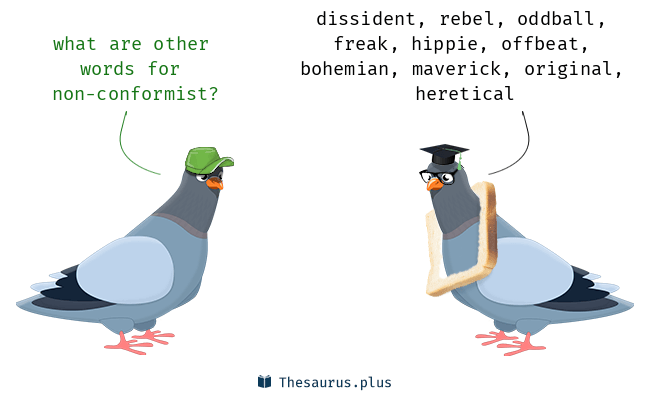 what are other
words for
non-conformist?
dissident, rebel, oddball,
freak, hippie, offbeat,
bohemian, maverick, original,
heretical
Thesaurus.plus